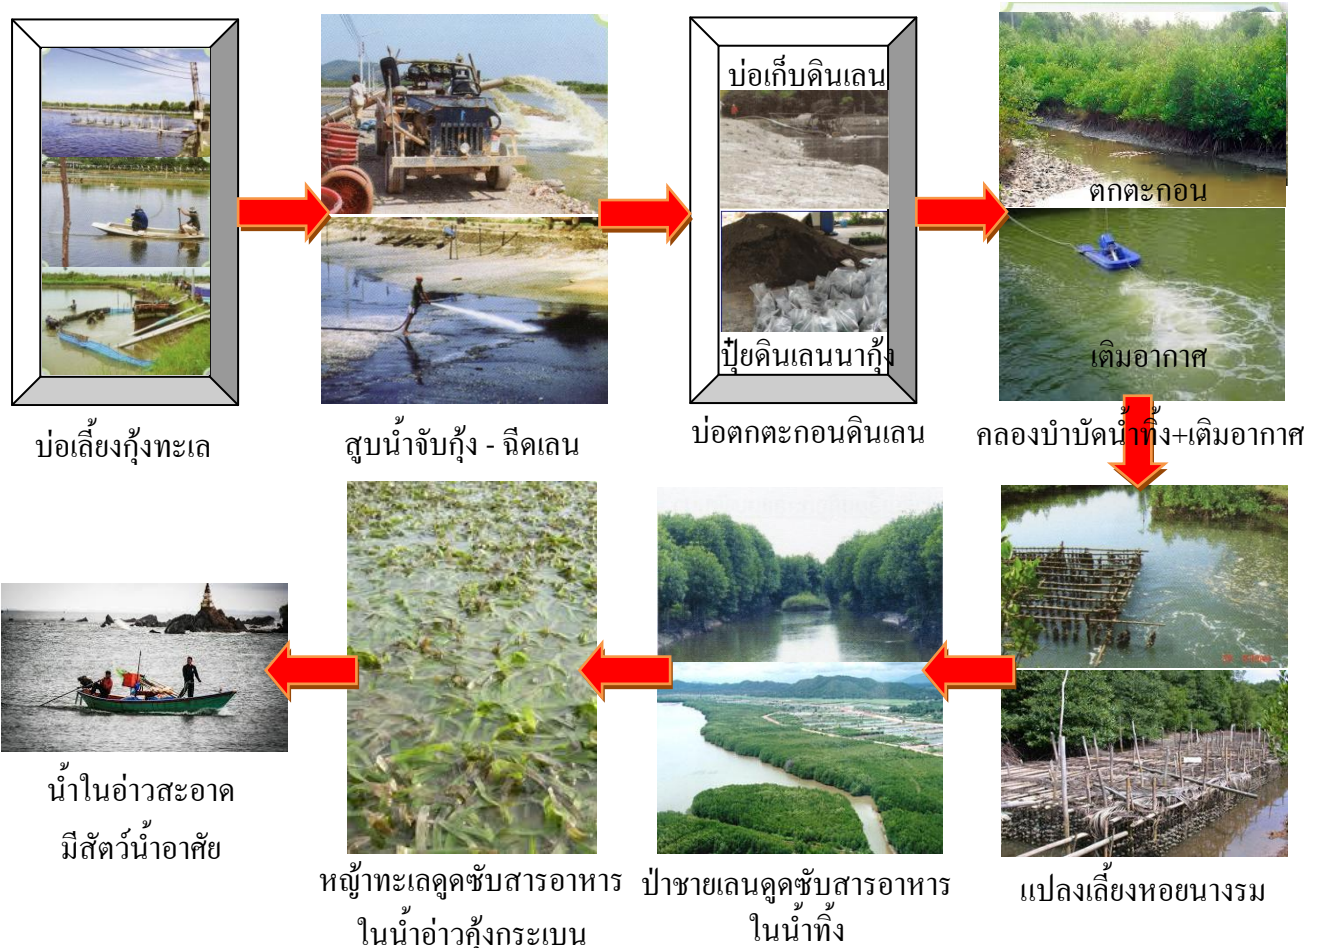 บ่อเก็บดินเลน
ปุ๋ยดินเลนนากุ้ง
ตกตะกอน
เติมอากาศ
บ่อเลี้ยงกุ้งทะเล
สูบน้ำจับกุ้ง - ฉีดเลน
บ่อตกตะกอนดินเลน
คลองบำบัดน้ำทิ้ง+เติมอากาศ
น้ำในอ่าวสะอาด
มีสัตว์น้ำอาศัย
หญ้าทะเลดูดซับสารอาหาร
ในน้ำอ่าวคุ้งกระเบน
ป่าชายเลนดูดซับสารอาหาร
ในน้ำทิ้ง
แปลงเลี้ยงหอยนางรม